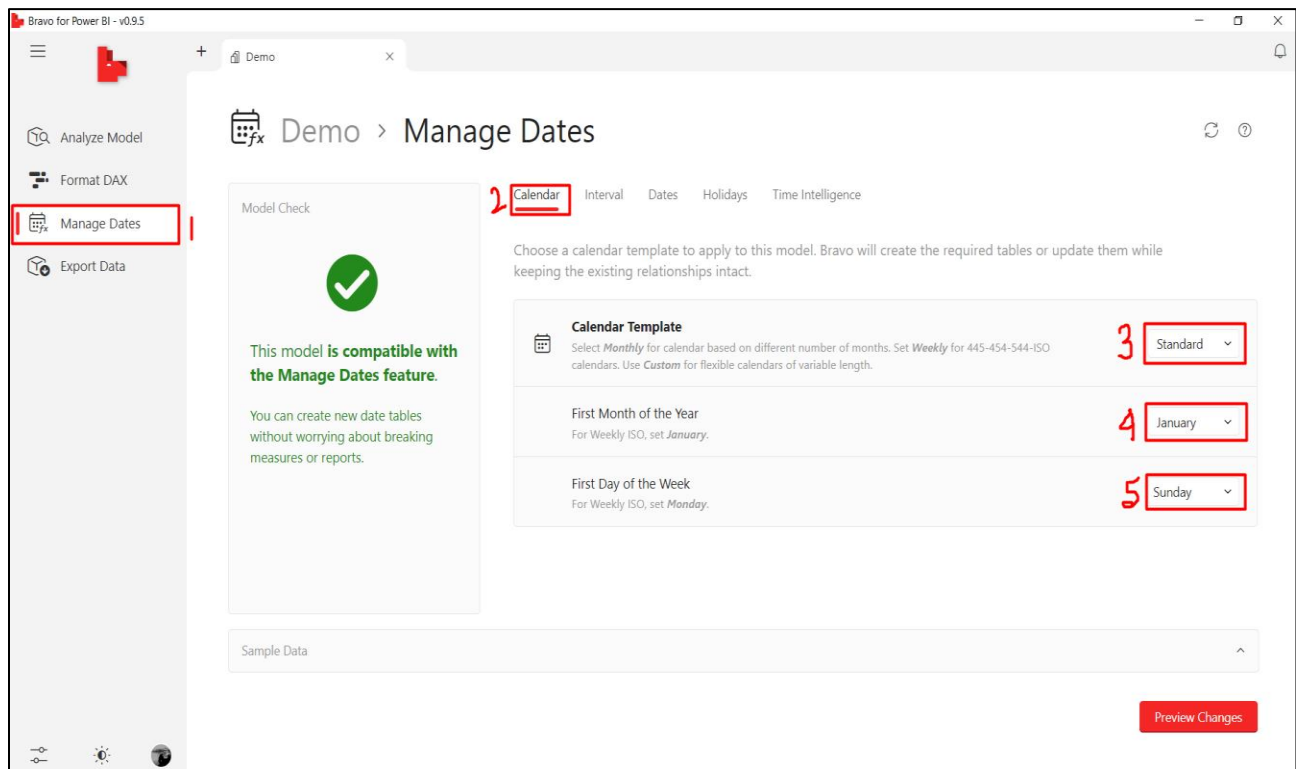 Bravo for Power BI - v0.9.5
Demo
Analyze Model
Format DAX
Manage Dates
1
Export Data
Demo > Manage Dates
Model Check
This model is compatible with
the Manage Dates feature.
You can create new date tables
without worrying about breaking
measures or reports.
2
Calendar Interval Dates Holidays Time Intelligence
Choose a calendar template to apply to this model. Bravo will create the required tables or update them while
keeping the existing relationships intact.
Calendar Template
Select Monthly for calendar based on different number of months. Set Weekly for 445-454-544-ISO
calendars. Use Custom for flexible calendars of variable length.
3
Standard
First Month of the Year
For Weekly ISO, set January.
4
January
First Day of the Week
For Weekly ISO, set Monday.
5
Sunday
Sample Data
Preview Changes